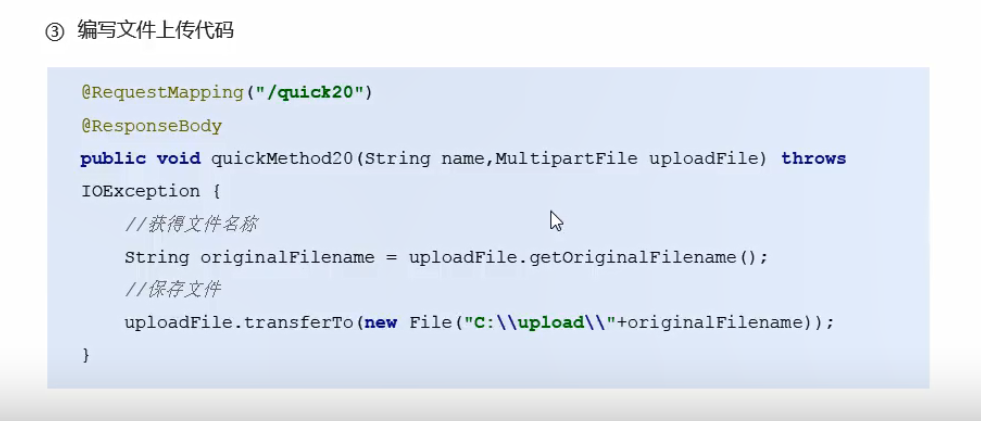 ③ 编写文件上传代码
@RequestMapping("/quick20")
@ResponseBody
public void quickMethod20(String name,MultipartFile uploadFile) throws
IOException {
//获得文件名称
String originalFilename = uploadFile.getOriginalFilename();
//保存文件
uploadFile.transferTo(new File("C:\\upload\\"+originalFilename));
}